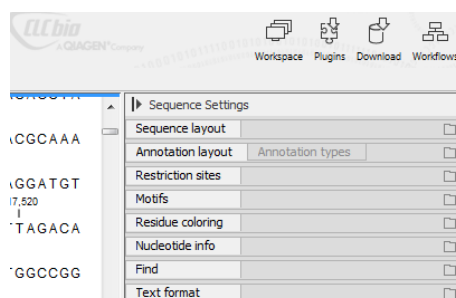 CLC bio
A QIAGEN® Company
Workspace Plugins Download Workflows
Sequence Settings
Sequence layout
Annotation layout Annotation types
Restriction sites
Motifs
Residue coloring
Nucleotide info
Find
Text format
ACGCAAA
AGGATGT
17,520
TTAGACA
TGGCCGG